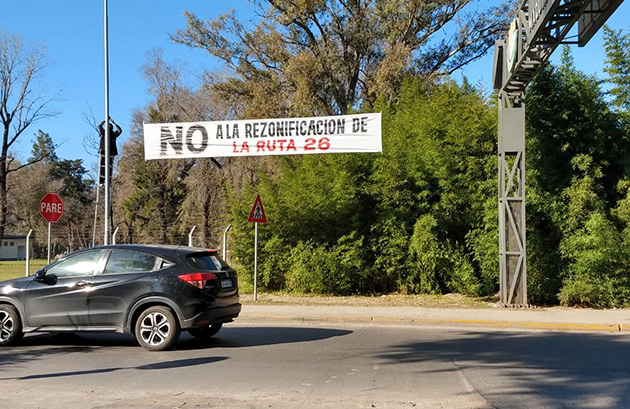 NO A LA REZONIFICACION DE
LA RUTA 26
PARE